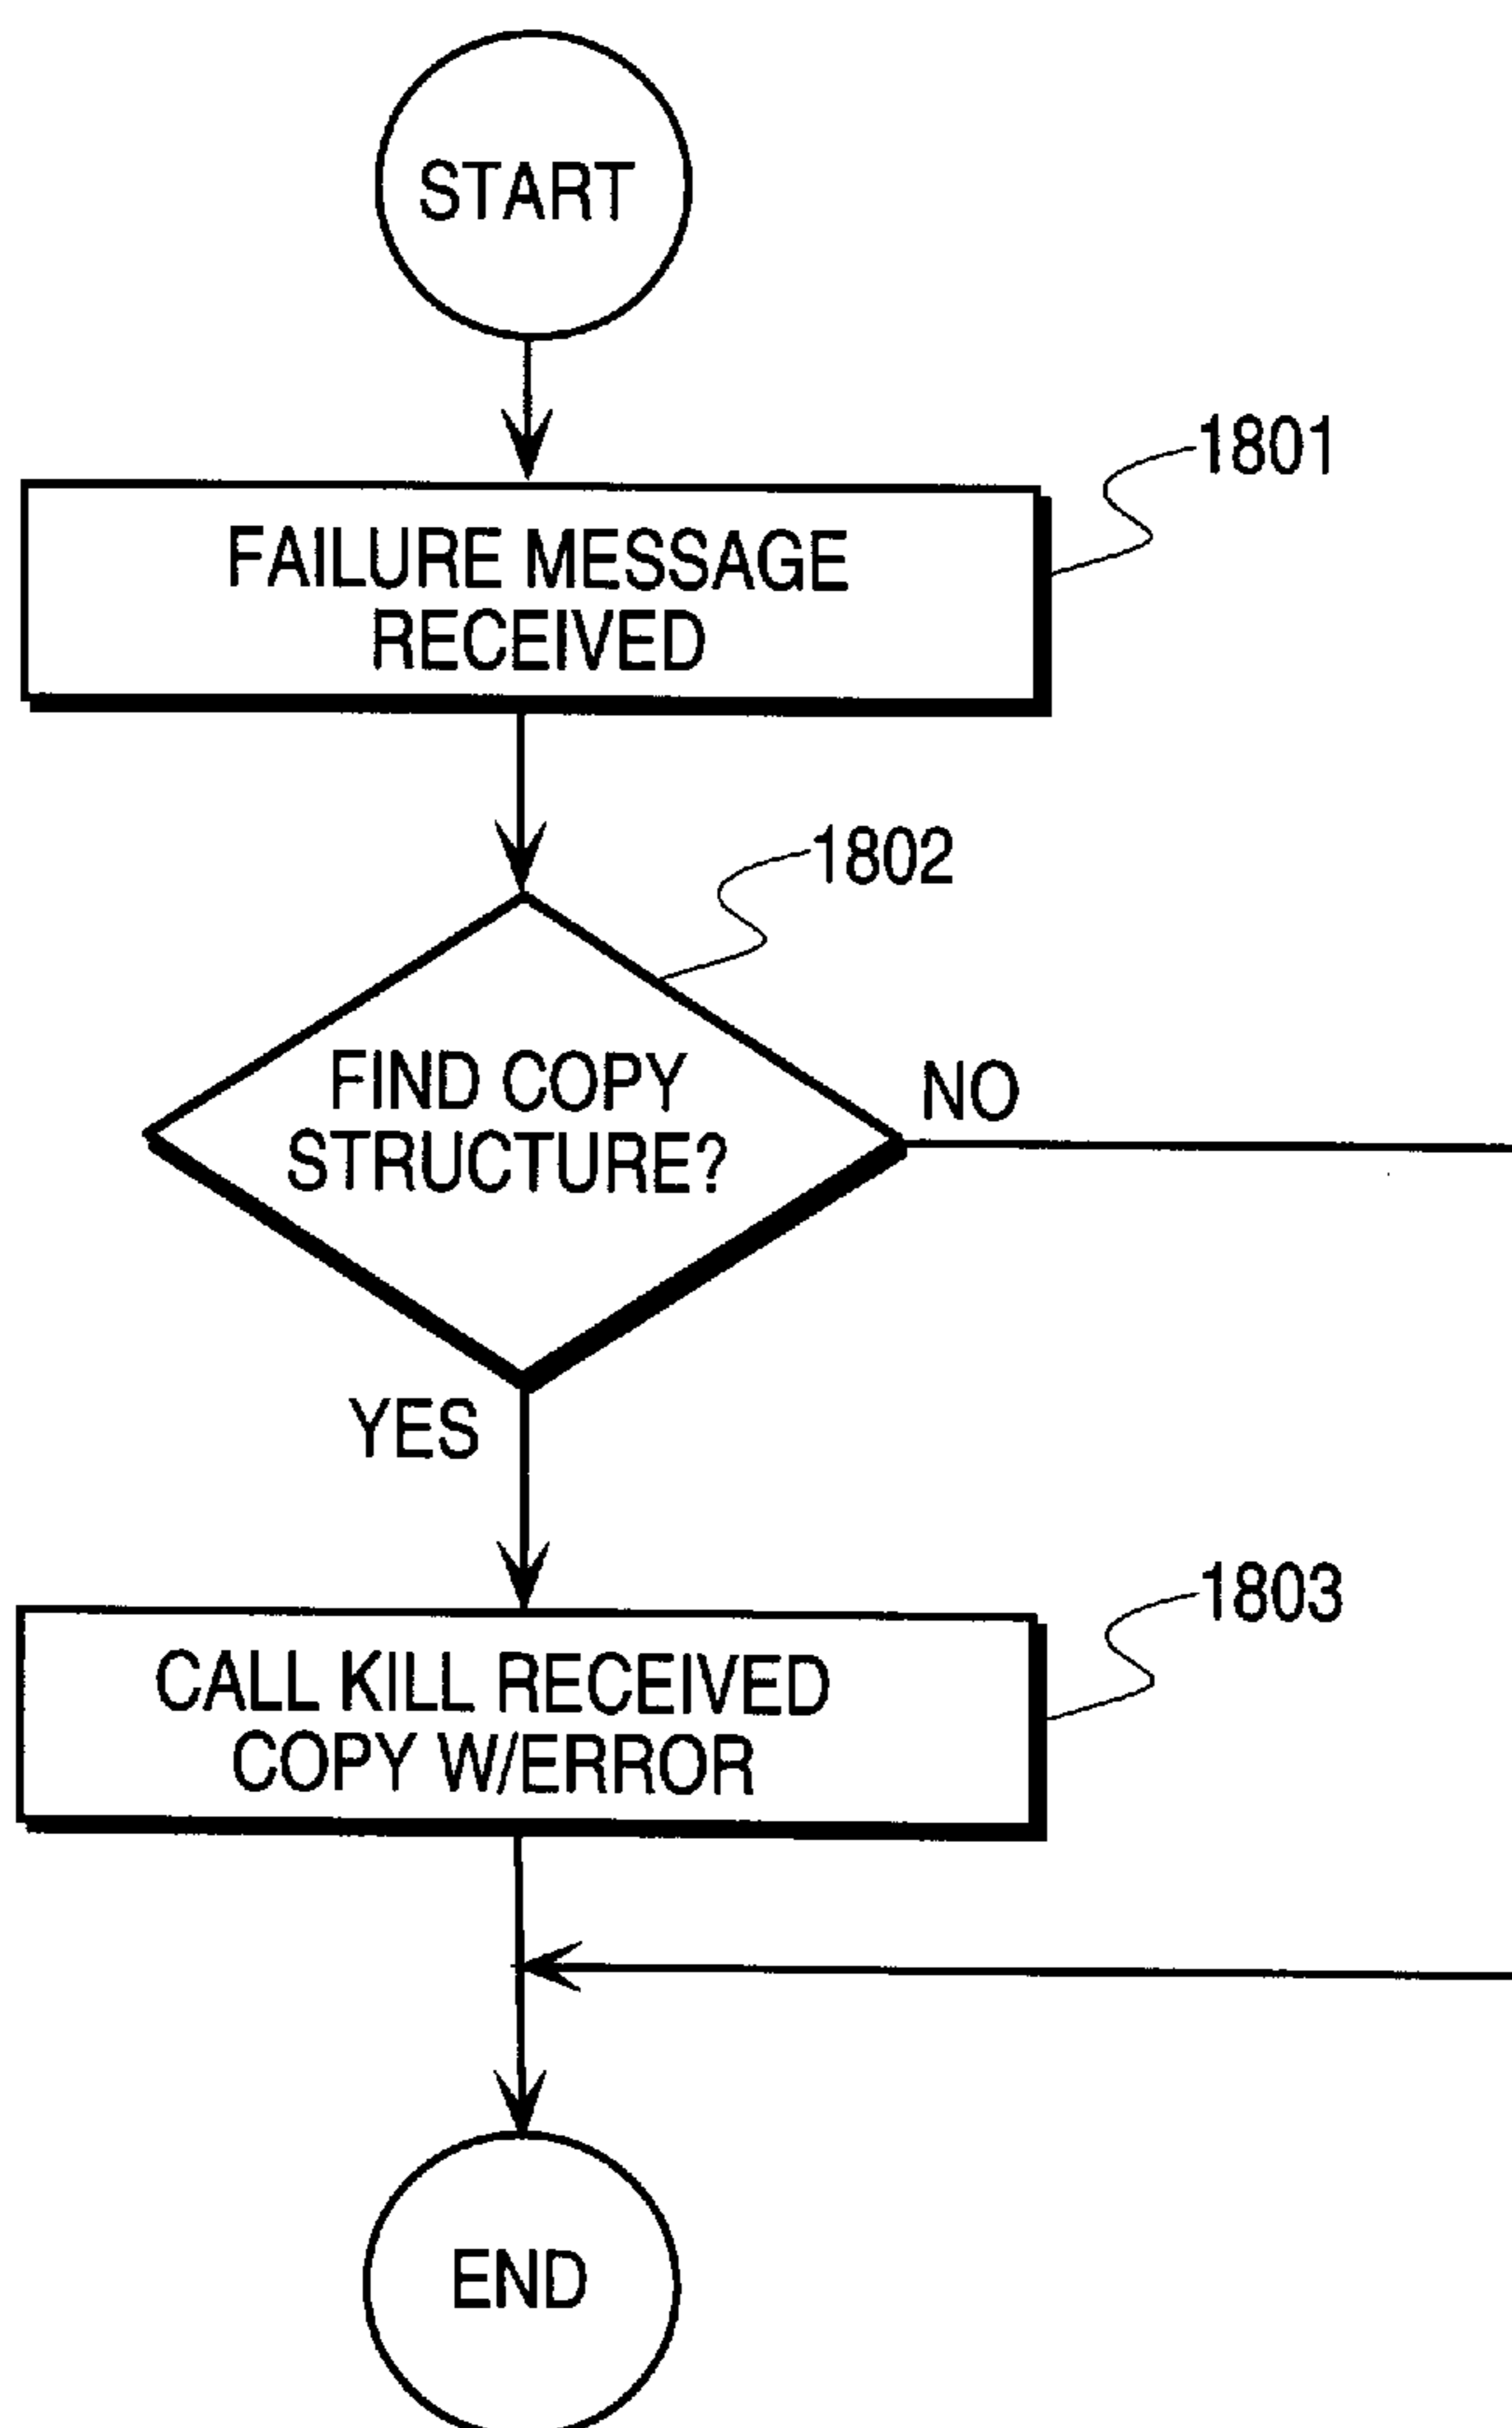 START
1801
FAILURE MESSAGE
RECEIVED
1802
FIND COPY
STRUCTURE?
NO
YES
1803
CALL KILL RECEIVED
COPY W/ERROR
END